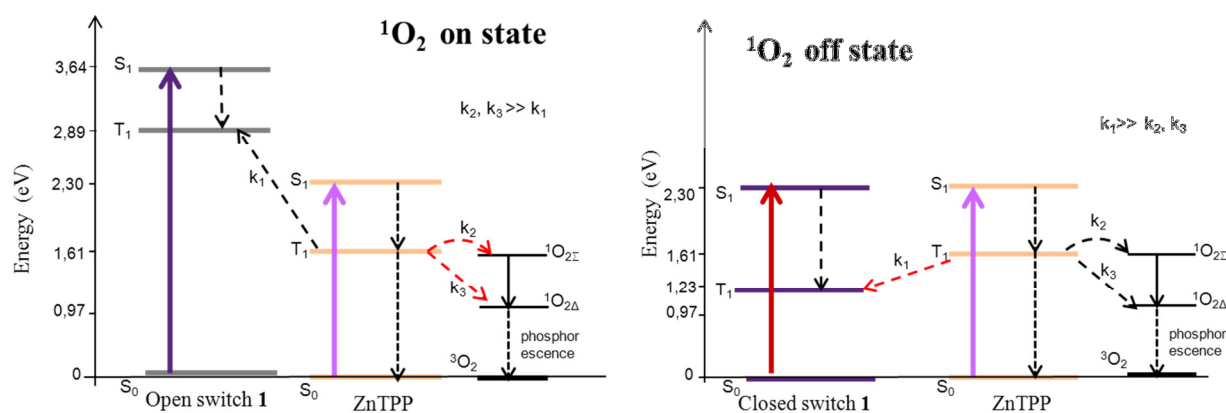 ¹O₂ on state
k₂, k₃ >> k₁
Energy (eV)
3,64
2,89
2,30
1,61
0,97
0
S₁
T₁
S₀
Open switch 1
k₁
S₁
T₁
S₀
ZnTPP
k₂
k₃
¹O₂Σ
¹O₂Δ
phosphor
escence
³O₂
¹O₂ off state
k₁>> k₂, k₃
Energy (eV)
2,30
1,61
1,23
0,97
0
S₁
T₁
S₀
Closed switch 1
k₁
S₁
T₁
S₀
ZnTPP
k₂
k₃
¹O₂Σ
¹O₂Δ
phosphor
escence
³O₂